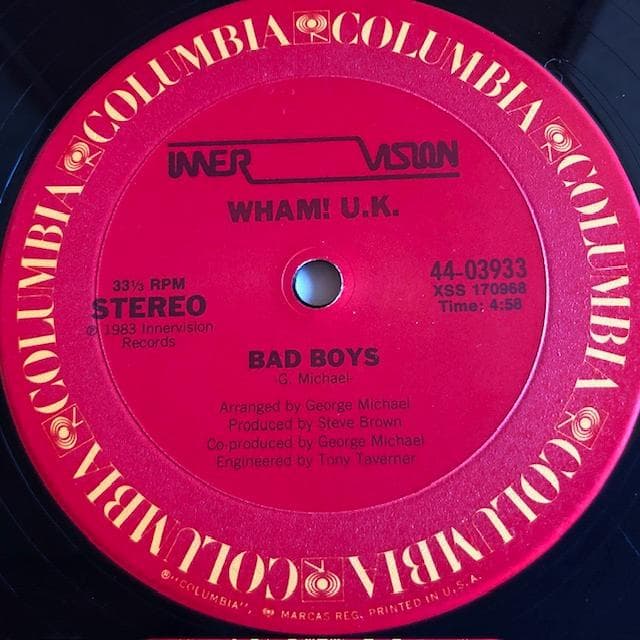 COLUMBIA COLUMBIA COLUMBIA COLUMBIA COLUMBIA COLUMBIA COLUMBIA COLUMBIA
INNER VISION
WHAM! U.K.
33⅓ RPM
STEREO
℗ 1983 Innervision
Records
44-03933
XSS 170968
Time: 4:58
BAD BOYS
-G. Michael-
Arranged by George Michael
Produced by Steve Brown
Co-produced by George Michael
Engineered by Tony Taverner
®"COLUMBIA", MARCAS REG. PRINTED IN U.S.A.